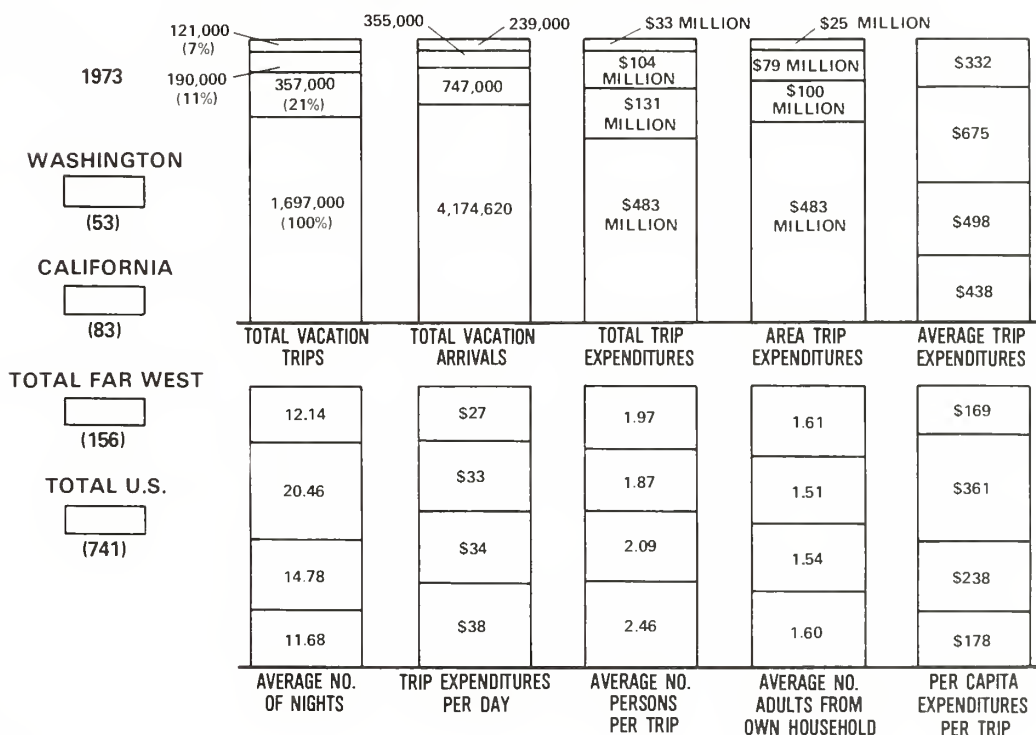 1973
WASHINGTON
(53)
CALIFORNIA
(83)
TOTAL FAR WEST
(156)
TOTAL U.S.
(741)
121,000
(7%)
190,000
(11%)
357,000
(21%)
1,697,000
(100%)
TOTAL VACATION
TRIPS
355,000
239,000
747,000
4,174,620
TOTAL VACATION
ARRIVALS
$33 MILLION
$104
MILLION
$131
MILLION
$483
MILLION
TOTAL TRIP
EXPENDITURES
$25 MILLION
$79 MILLION
$100
MILLION
$483
MILLION
AREA TRIP
EXPENDITURES
$332
$675
$498
$438
AVERAGE TRIP
EXPENDITURES
12.14
20.46
14.78
11.68
AVERAGE NO.
OF NIGHTS
$27
$33
$34
$38
TRIP EXPENDITURES
PER DAY
1.97
1.87
2.09
2.46
AVERAGE NO.
PERSONS
PER TRIP
1.61
1.51
1.54
1.60
AVERAGE NO.
ADULTS FROM
OWN HOUSEHOLD
$169
$361
$238
$178
PER CAPITA
EXPENDITURES
PER TRIP